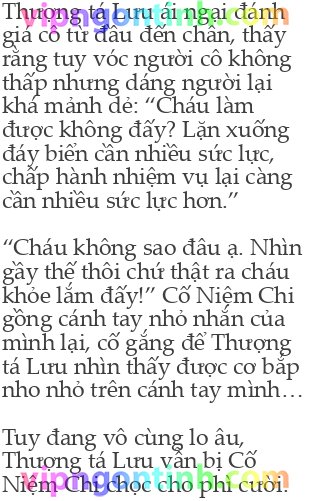 Thượng tá Lưu ái ngại đánh
giá cô từ đầu đến chân, thấy
rằng tuy vóc người cô không
thấp nhưng dáng người lại
khá mảnh dẻ: “Cháu làm
được không đấy? Lặn xuống
đáy biển cần nhiều sức lực,
chấp hành nhiệm vụ lại càng
cần nhiều sức lực hơn.”
“Cháu không sao đâu ạ. Nhìn
gầy thế thôi chứ thật ra cháu
khỏe lắm đấy!” Cố Niệm Chi
gồng cánh tay nhỏ nhắn của
mình lại, cố gắng để Thượng
tá Lưu nhìn thấy được cơ bắp
nho nhỏ trên cánh tay mình…
Tuy đang vô cùng lo âu,
Thượng tá Lưu vẫn bị Cố
Niệm Chi chọc cho phì cười.
vipngontinh.com
vipngontinh.com